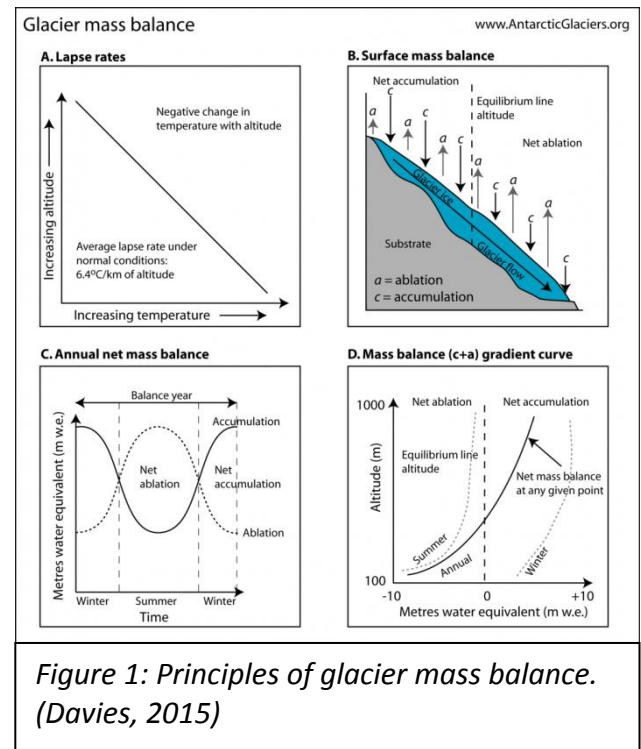 Glacier mass balance
www.AntarcticGlaciers.org
A. Lapse rates
Increasing altitude
Negative change in
temperature with altitude
Average lapse rate under
normal conditions:
6.4°C/km of altitude
Increasing temperature
B. Surface mass balance
Net accumulation
Equilibrium line
altitude
Net ablation
a
c
a
c
a
c
a
c
a
c
a
c
a
c
Glacier ice
Glacier flow
Substrate
a = ablation
c = accumulation
C. Annual net mass balance
Balance year
Metres water equivalent (m w.e.)
Accumulation
Net
ablation
Net
accumulation
Ablation
Winter
Summer
Winter
Time
D. Mass balance (c+a) gradient curve
Net ablation
Net accumulation
1000
Altitude (m)
Equilibrium line
altitude
Net mass balance
at any given point
Summer
Annual
Winter
100
-10
0
+10
Metres water equivalent (m w.e.)
Figure 1: Principles of glacier mass balance.
(Davies, 2015)